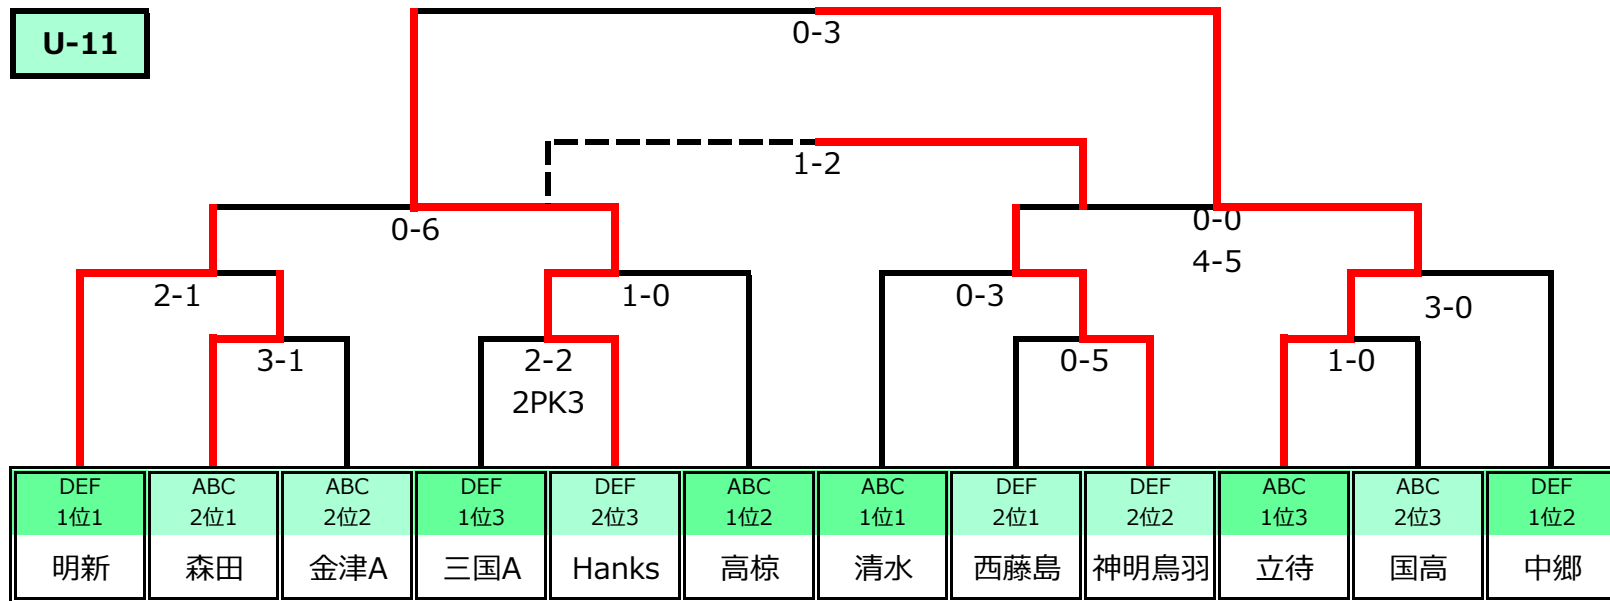 U-11
0-3
1-2
0-6
0-0
4-5
2-1
1-0
0-3
3-0
3-1
2-2
2PK3
0-5
1-0
DEF
1位1
明新
ABC
2位1
森田
ABC
2位2
金津A
DEF
1位3
三国A
DEF
2位3
Hanks
ABC
1位2
高椋
ABC
1位1
清水
DEF
2位1
西藤島
DEF
2位2
神明鳥羽
ABC
1位3
立待
ABC
2位3
国高
DEF
1位2
中郷